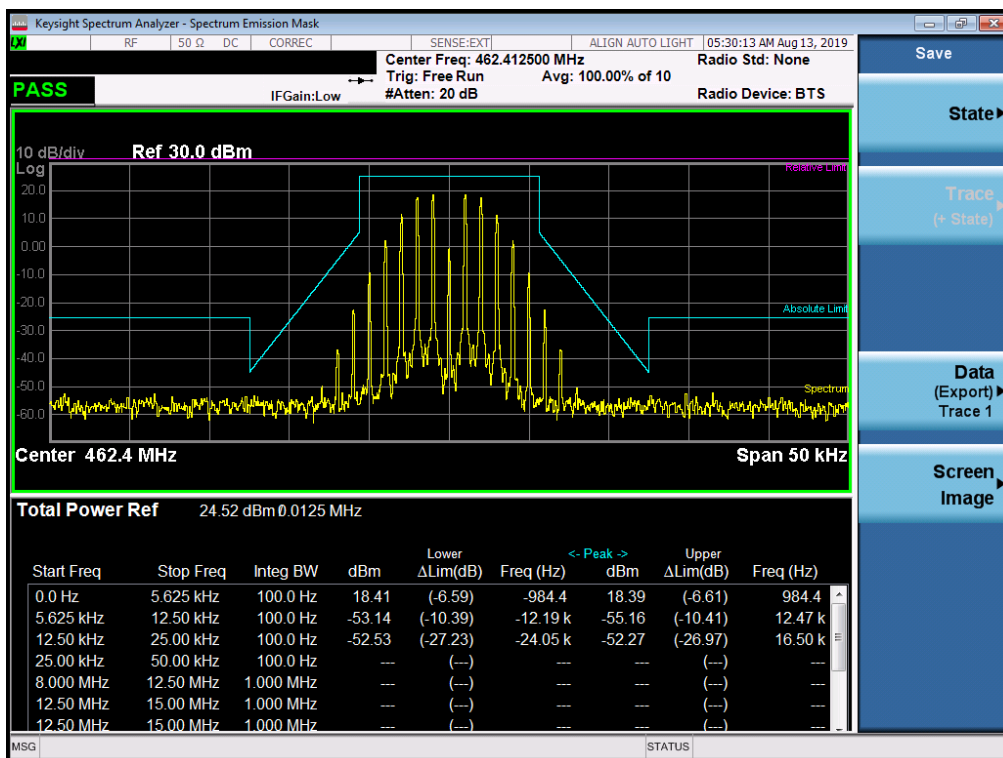 Keysight Spectrum Analyzer - Spectrum Emission Mask
LXI RF 50 Ω DC CORREC SENSE:EXT ALIGN AUTO LIGHT 05:30:13 AM Aug 13, 2019
Center Freq: 462.412500 MHz Radio Std: None
Trig: Free Run Avg: 100.00% of 10
PASS IFGain:Low #Atten: 20 dB Radio Device: BTS
10 dB/div Ref 30.0 dBm
Log Relative Limit
20.0
10.0
0.00
-10.0
-20.0 Absolute Limit
-30.0
-40.0
-50.0 Spectrum
-60.0
Center 462.4 MHz Span 50 kHz
Total Power Ref 24.52 dBm 0.0125 MHz
Lower <- Peak -> Upper
Start Freq Stop Freq Integ BW dBm ΔLim(dB) Freq (Hz) dBm ΔLim(dB) Freq (Hz)
0.0 Hz 5.625 kHz 100.0 Hz 18.41 (-6.59) -984.4 18.39 (-6.61) 984.4
5.625 kHz 12.50 kHz 100.0 Hz -53.14 (-10.39) -12.19 k -55.16 (-10.41) 12.47 k
12.50 kHz 25.00 kHz 100.0 Hz -52.53 (-27.23) -24.05 k -52.27 (-26.97) 16.50 k
25.00 kHz 50.00 kHz 100.0 Hz --- (---) --- --- (---) ---
8.000 MHz 12.50 MHz 1.000 MHz --- (---) --- --- (---) ---
12.50 MHz 15.00 MHz 1.000 MHz --- (---) --- --- (---) ---
12.50 MHz 15.00 MHz 1.000 MHz --- (---) --- --- (---) ---
MSG STATUS
Save
State
Trace
(+ State)
Data
(Export)
Trace 1
Screen
Image